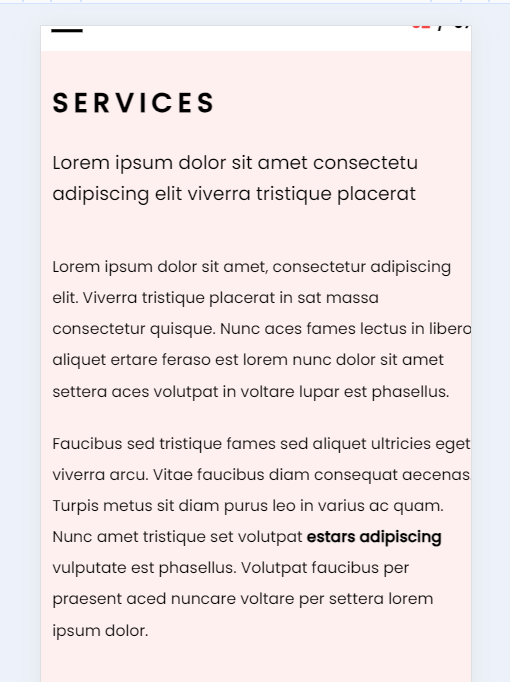 SERVICES
Lorem ipsum dolor sit amet consectetu
adipiscing elit viverra tristique placerat
Lorem ipsum dolor sit amet, consectetur adipiscing
elit. Viverra tristique placerat in sat massa
consectetur quisque. Nunc aces fames lectus in libero
aliquet ertare feraso est lorem nunc dolor sit amet
settera aces volutpat in voltare lupar est phasellus.
Faucibus sed tristique fames sed aliquet ultricies eget
viverra arcu. Vitae faucibus diam consequat aecenas.
Turpis metus sit diam purus leo in varius ac quam.
Nunc amet tristique set volutpat estars adipiscing
vulputate est phasellus. Volutpat faucibus per
praesent aced nuncare voltare per settera lorem
ipsum dolor.